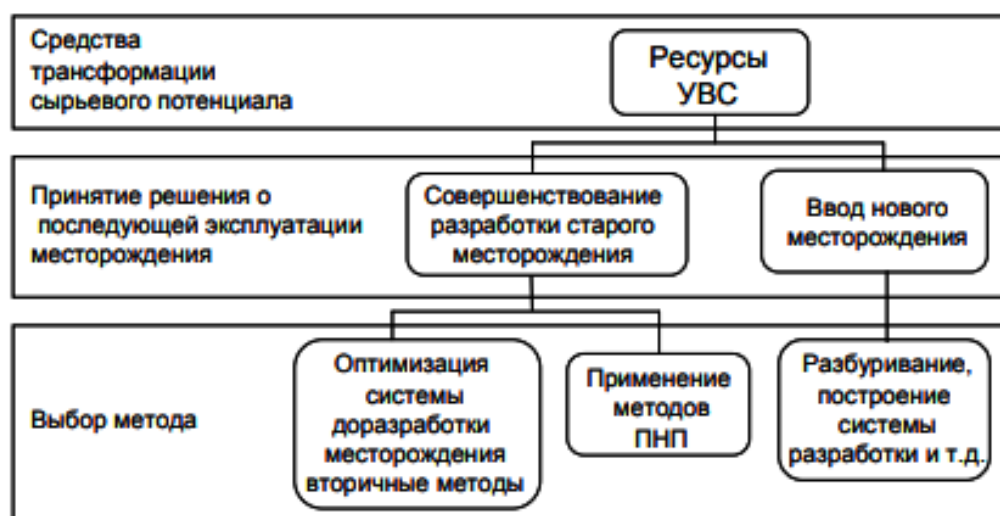 Средства
трансформации
сырьевого потенциала
Ресурсы
УВС
Принятие решения о
последующей эксплуатации
месторождения
Совершенствование
разработки старого
месторождения
Ввод нового
месторождения
Выбор метода
Оптимизация
системы
доразработки
месторождения
вторичные методы
Применение
методов
ПНП
Разбуривание,
построение
системы
разработки и т.д.